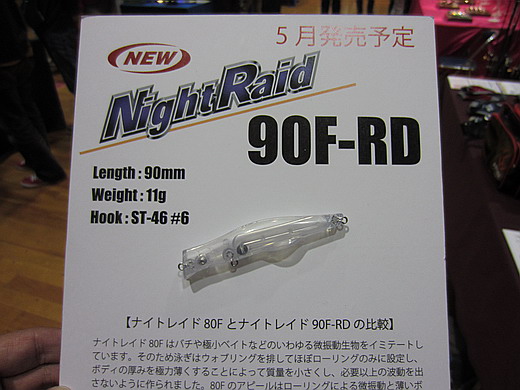 5月発売予定
NEW
NightRaid
90F-RD
Length : 90mm
Weight : 11g
Hook : ST-46 #6
【ナイトレイド 80F とナイトレイド 90F-RD の比較】
ナイトレイド 80F はバチや極小ベイトなどのいわゆる微振動生物をイミテートし
ています。そのため泳ぎはウォブリングを排してほぼローリングのみに設定し、
ボディの厚みを極力薄くすることによって質量を小さくし、必要以上の波動を出
さないように作られました。80F のアピールはローリングによる微振動と薄いボ